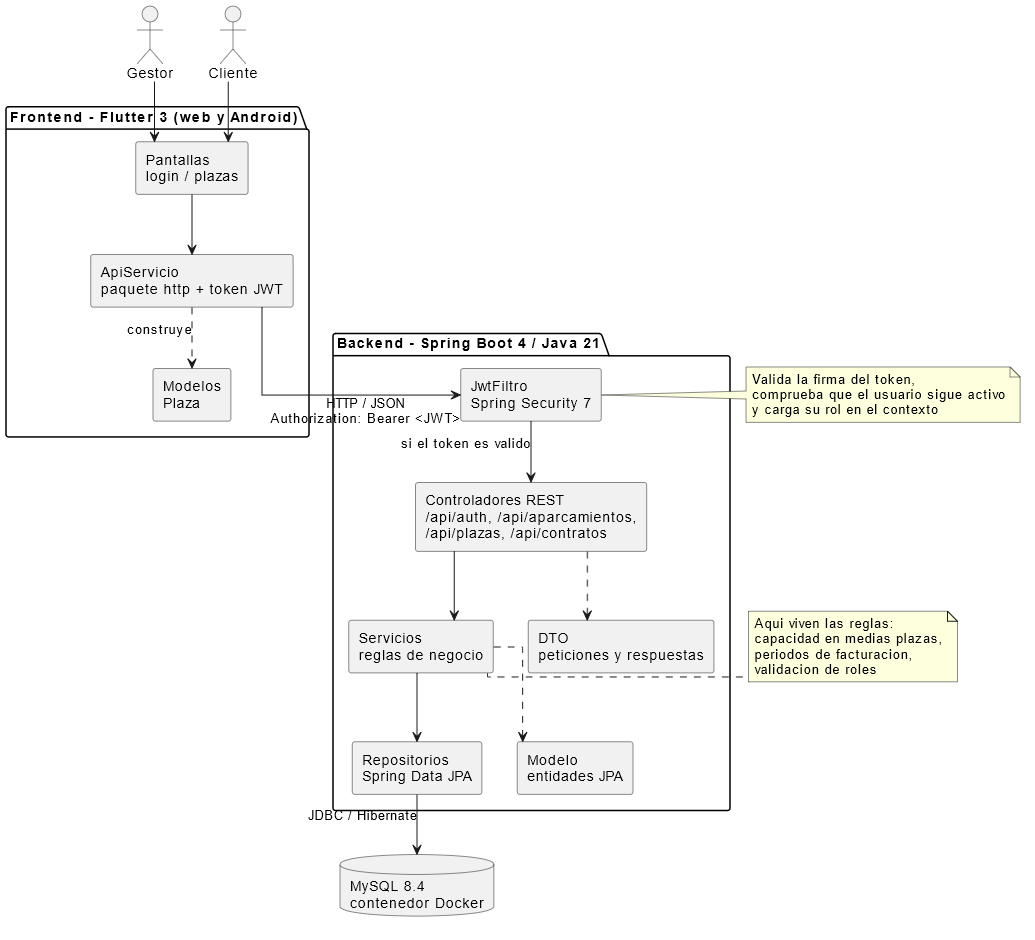 Gestor
Cliente
Frontend - Flutter 3 (web y Android)
Pantallas
login / plazas
ApiServicio
paquete http + token JWT
construye
Modelos
Plaza
Backend - Spring Boot 4 / Java 21
JwtFiltro
Spring Security 7
Valida la firma del token,
comprueba que el usuario sigue activo
y carga su rol en el contexto
HTTP / JSON
Authorization: Bearer <JWT>
si el token es valido
Controladores REST
/api/auth, /api/aparcamientos,
/api/plazas, /api/contratos
Servicios
reglas de negocio
DTO
peticiones y respuestas
Aqui viven las reglas:
capacidad en medias plazas,
periodos de facturacion,
validacion de roles
Repositorios
Spring Data JPA
Modelo
entidades JPA
JDBC / Hibernate
MySQL 8.4
contenedor Docker